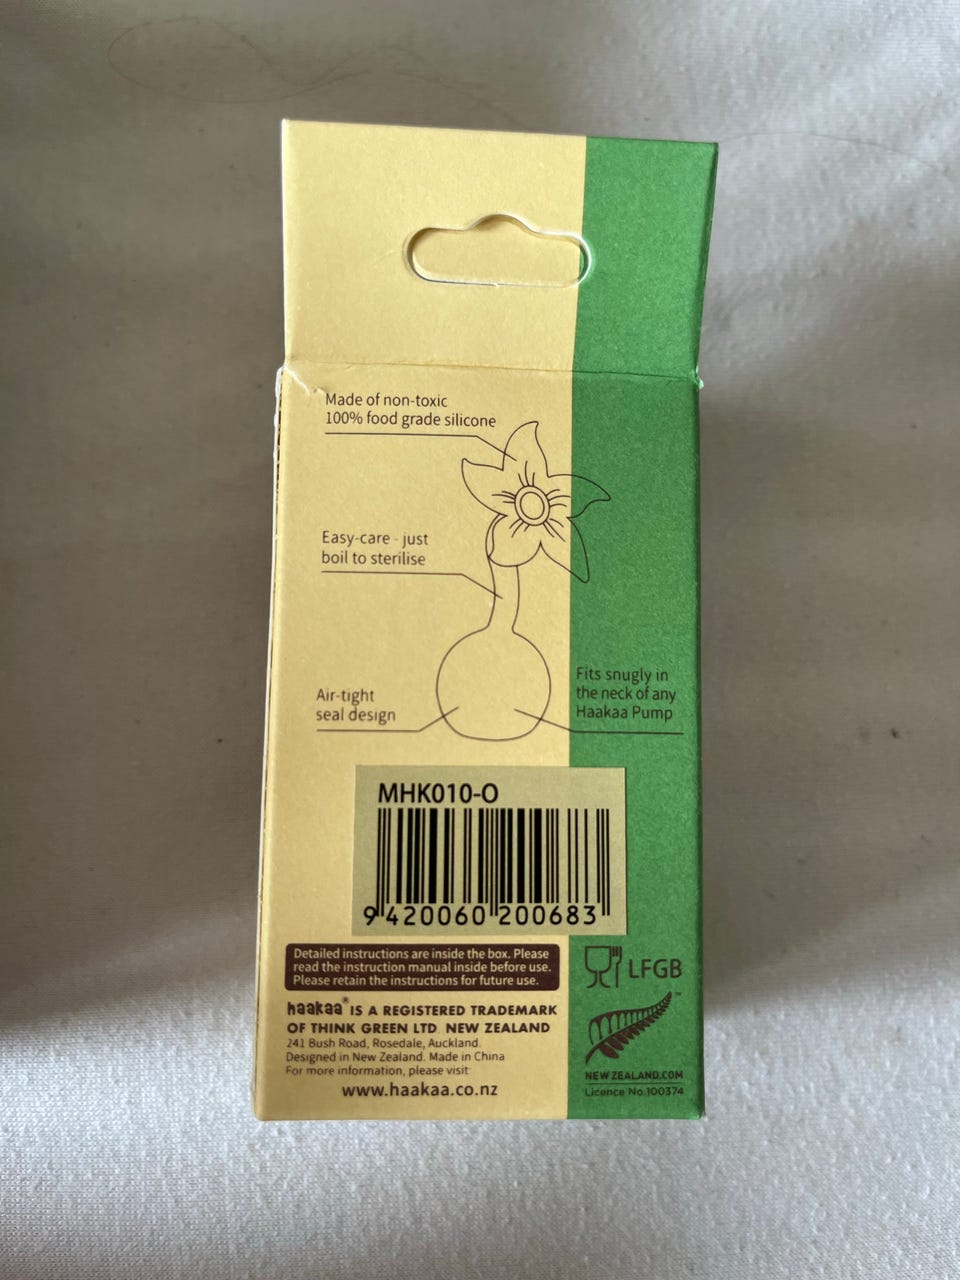 Made of non-toxic
100% food grade silicone
Easy-care - just
boil to sterilise
Air-tight
seal design
Fits snugly in
the neck of any
Haakaa Pump
MHK010-O
9 420060 200683
Detailed instructions are inside the box. Please
read the instruction manual inside before use.
Please retain the instructions for future use.
haakaa® IS A REGISTERED TRADEMARK
OF THINK GREEN LTD NEW ZEALAND
241 Bush Road, Rosedale, Auckland
Designed in New Zealand. Made in China
For more information, please visit
www.haakaa.co.nz
LFGB
™
NEWZEALAND.COM
Licence No.100374